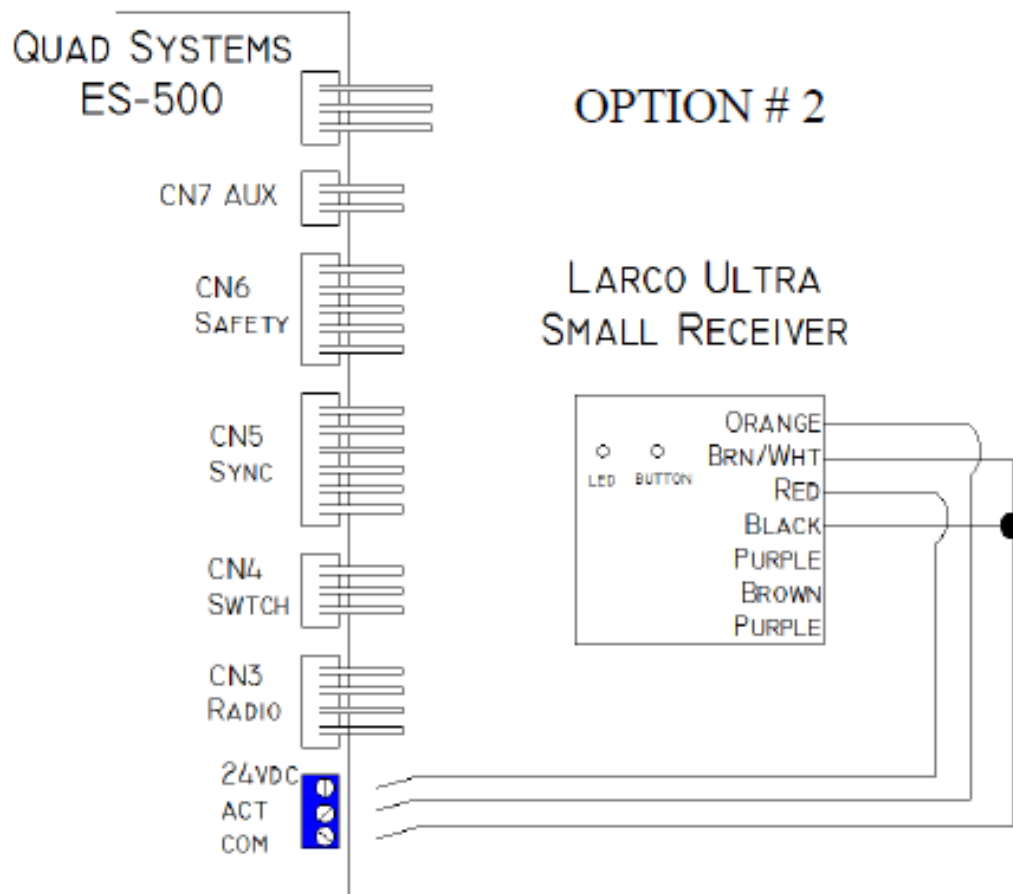 QUAD SYSTEMS
ES-500
OPTION # 2
CN7 AUX
CN6
SAFETY
LARCO ULTRA
SMALL RECEIVER
CN5
SYNC
LED
BUTTON
ORANGE
BRN/WHT
RED
BLACK
PURPLE
BROWN
PURPLE
CN4
SWTCH
CN3
RADIO
24VDC
ACT
COM